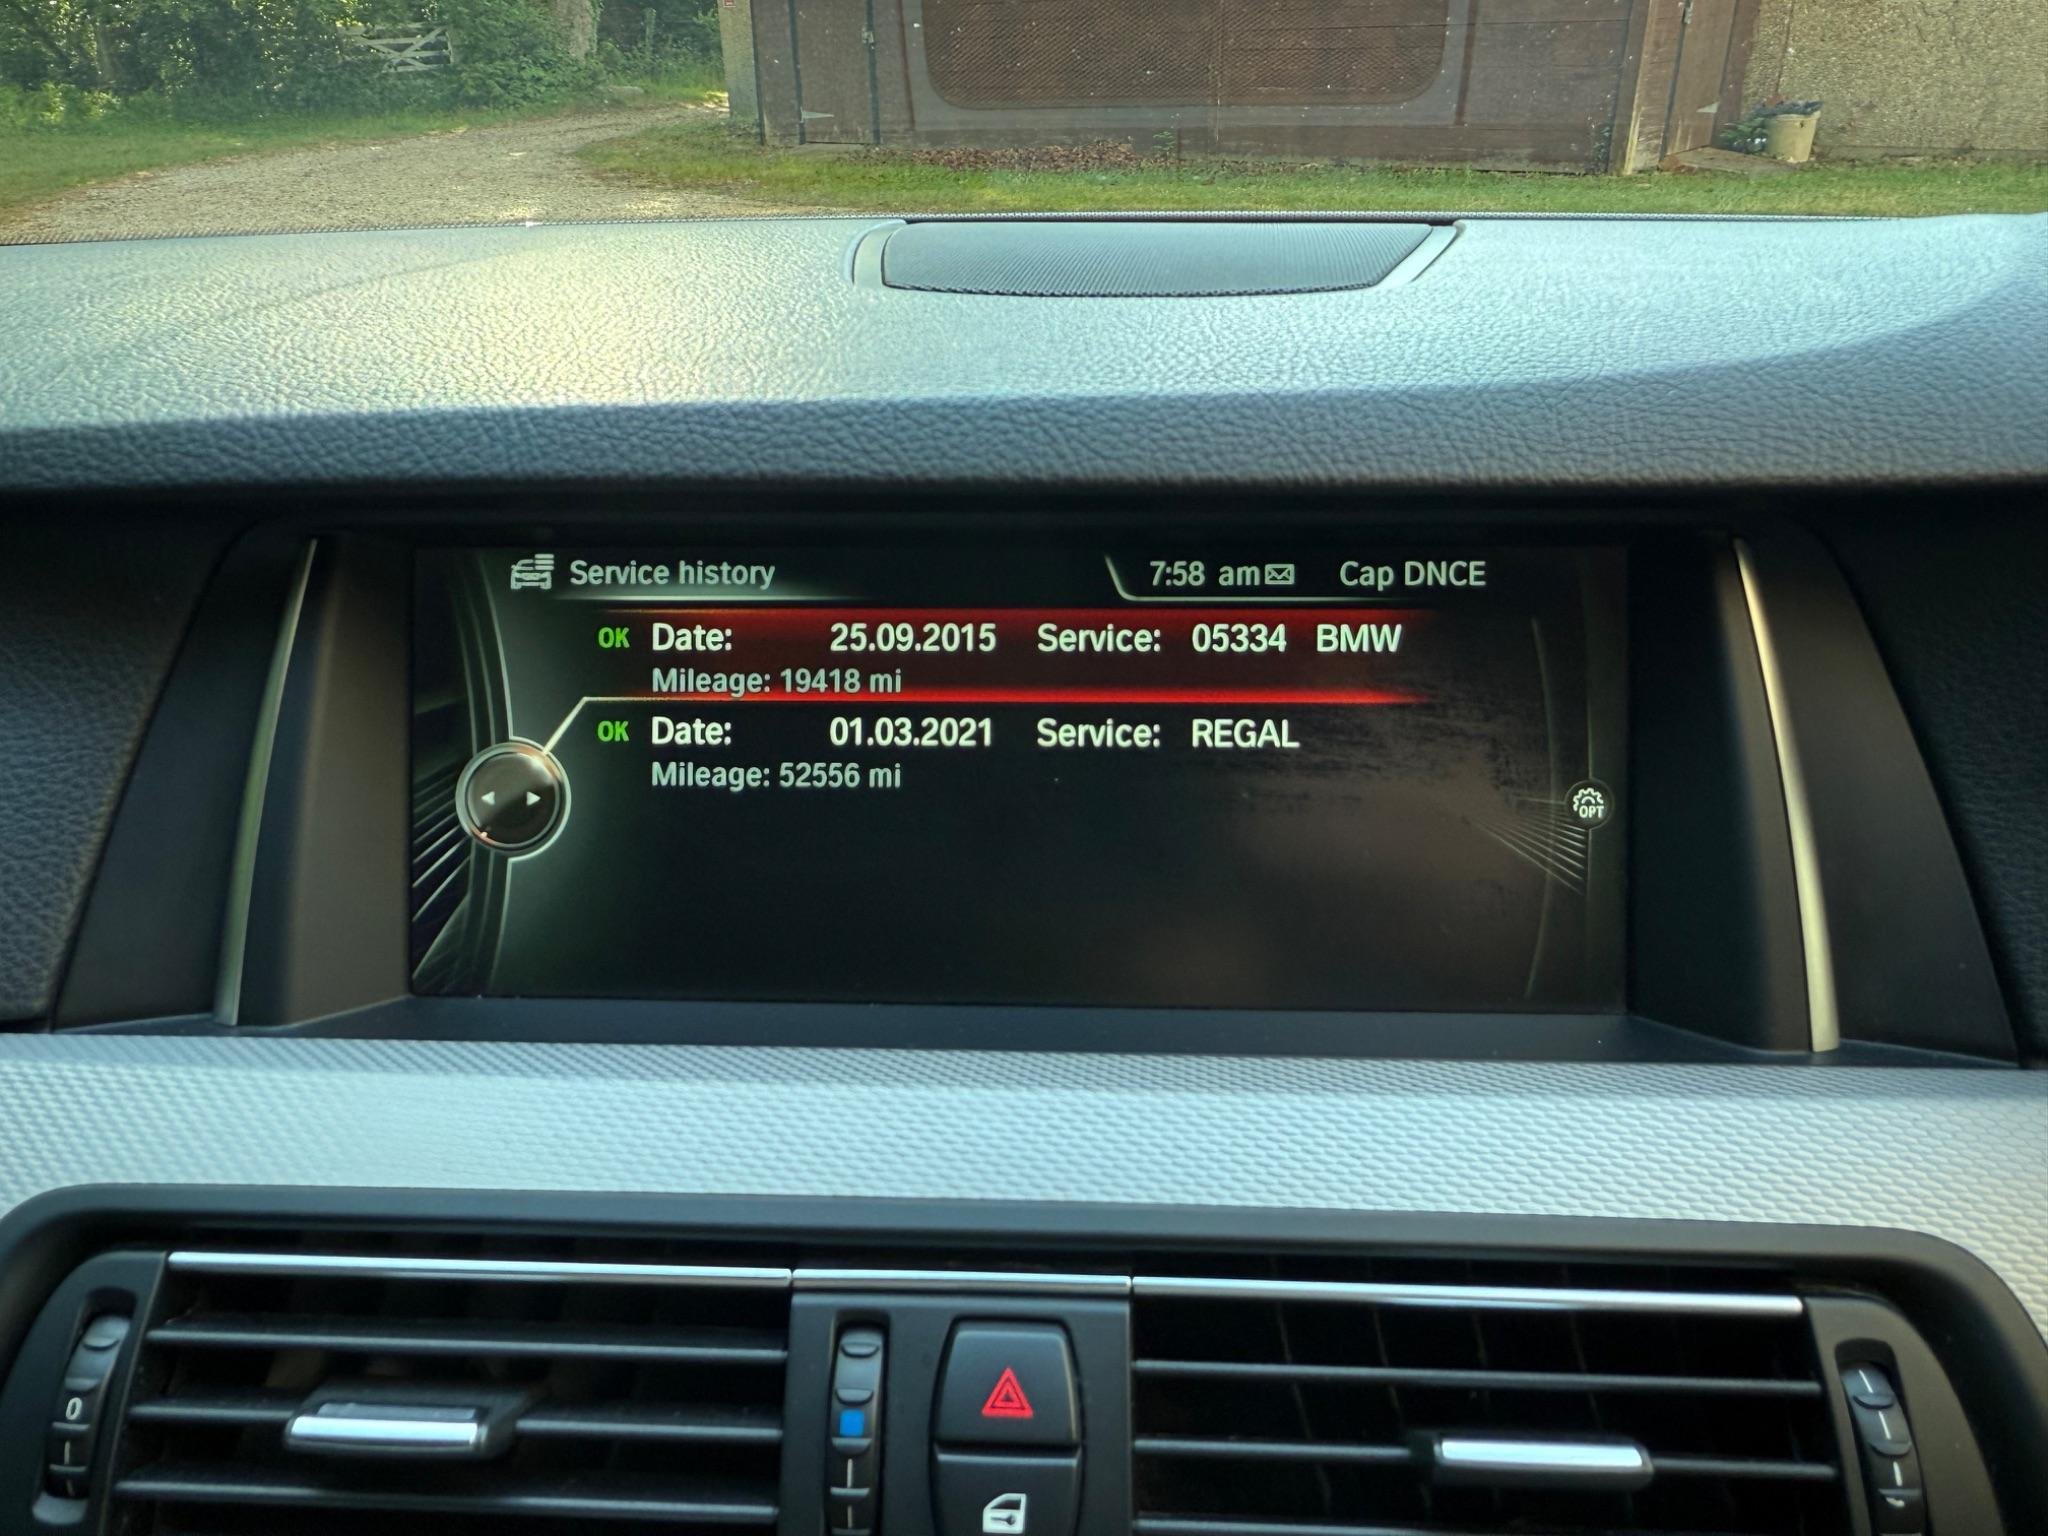 Service history 7:58 am Cap DNCE
OK Date: 25.09.2015 Service: 05334 BMW
Mileage: 19418 mi
OK Date: 01.03.2021 Service: REGAL
Mileage: 52556 mi
OPT
0